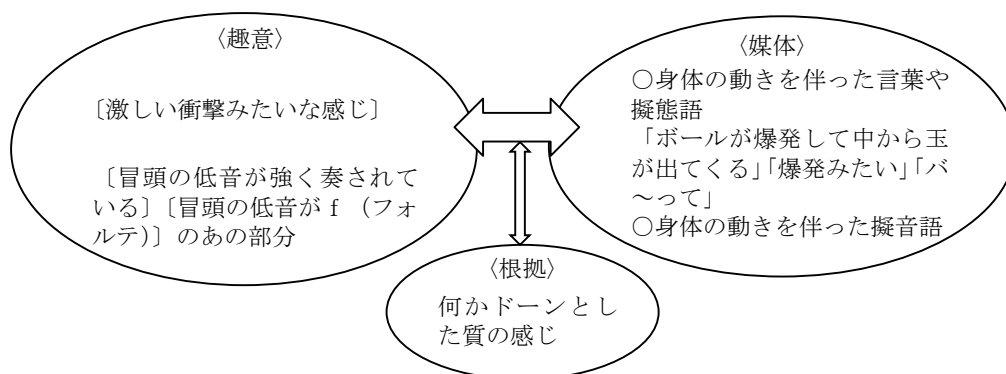 〈趣意〉
〔激しい衝撃みたいな感じ〕
〔冒頭の低音が強く奏されて
いる〕〔冒頭の低音がｆ（フォ
ルテ）〕のあの部分
〈媒体〉
○身体の動きを伴った言葉や
擬態語
「ボールが爆発して中から玉
が出てくる」「爆発みたい」「バ
～って」
○身体の動きを伴った擬音語
〈根拠〉
何かドーンとし
た質の感じ